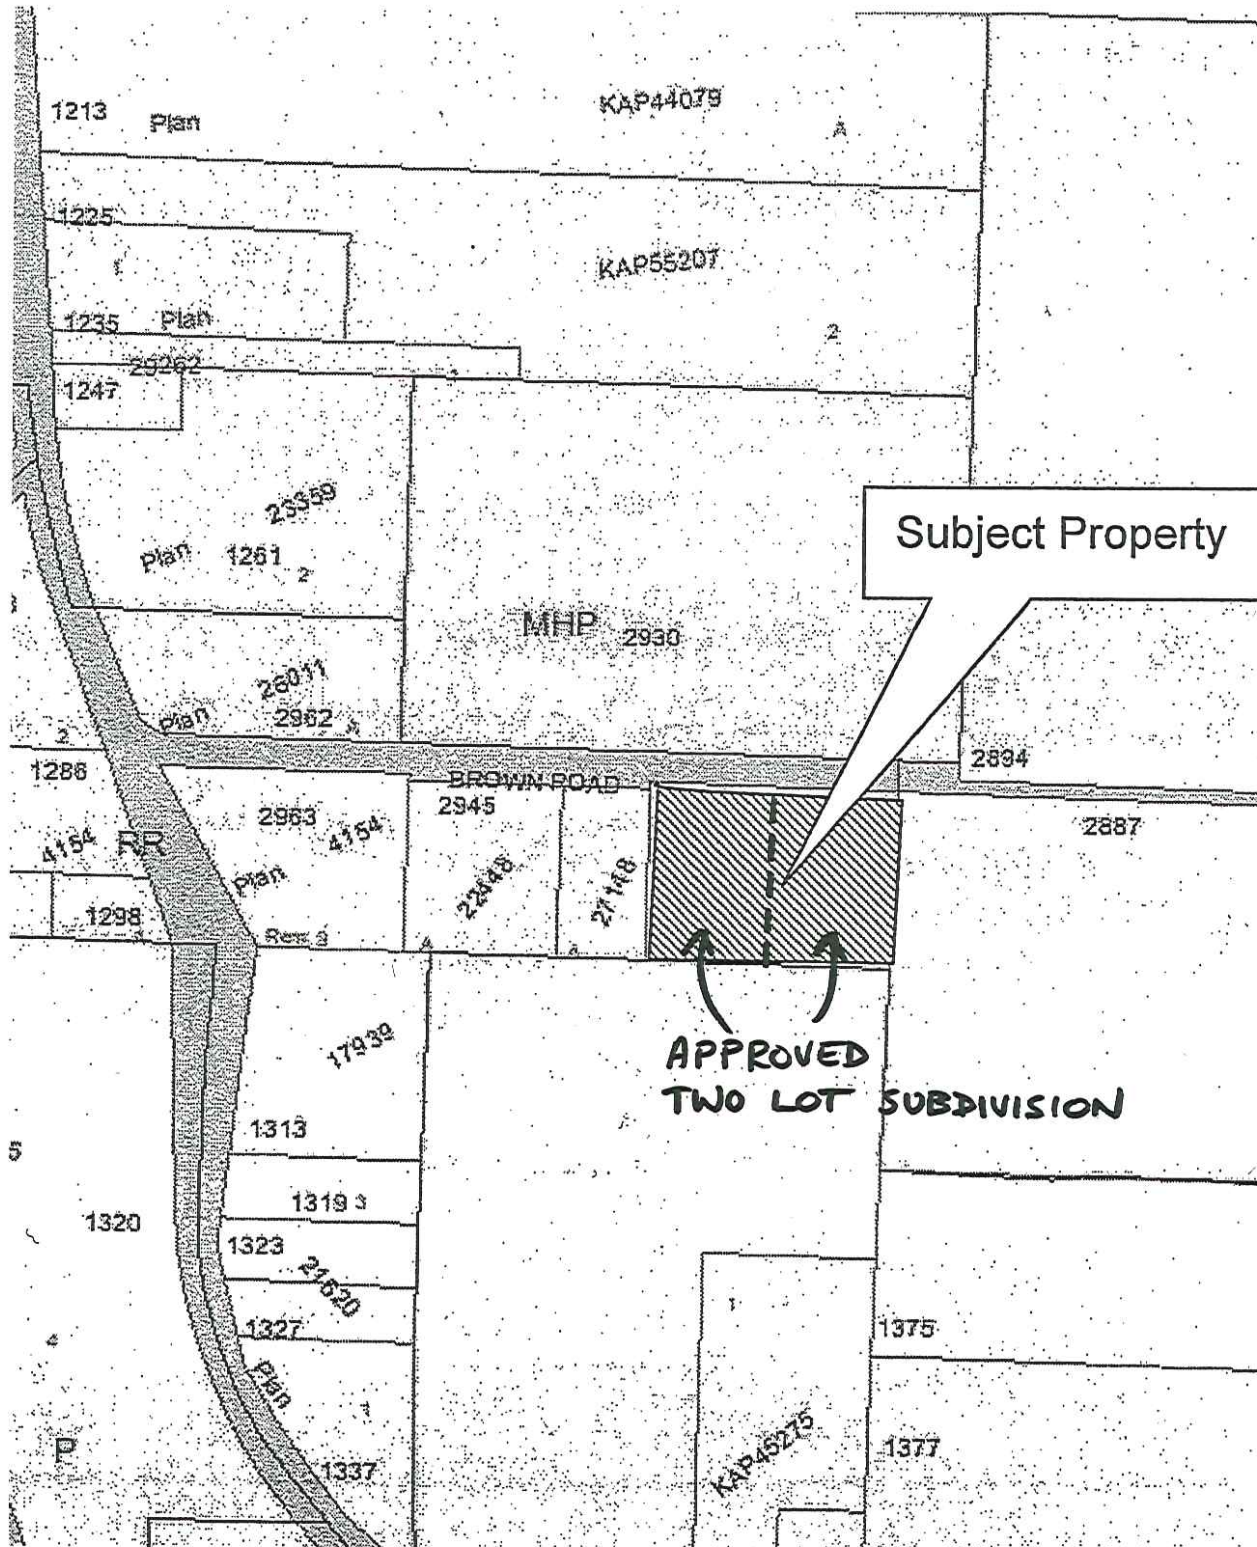 1213 Plan KAP44079
A
1225
KAP55207
1
1235 Plan
2
29262
1247
23359
Plan 1261 2
Subject Property
MHP 2930
26011
Plan 2962 A
2
1286
2894
BROWN ROAD
2945
2963
4154
4154
RR
2887
Plan
22448
27148
1298
Rem 3
A
A
17939
APPROVED
TWO LOT SUBDIVISION
1313
5
1319 3
1320
1323
21620
1
1327
1375
4
Plan
1
P
1337
KAP45275
1377